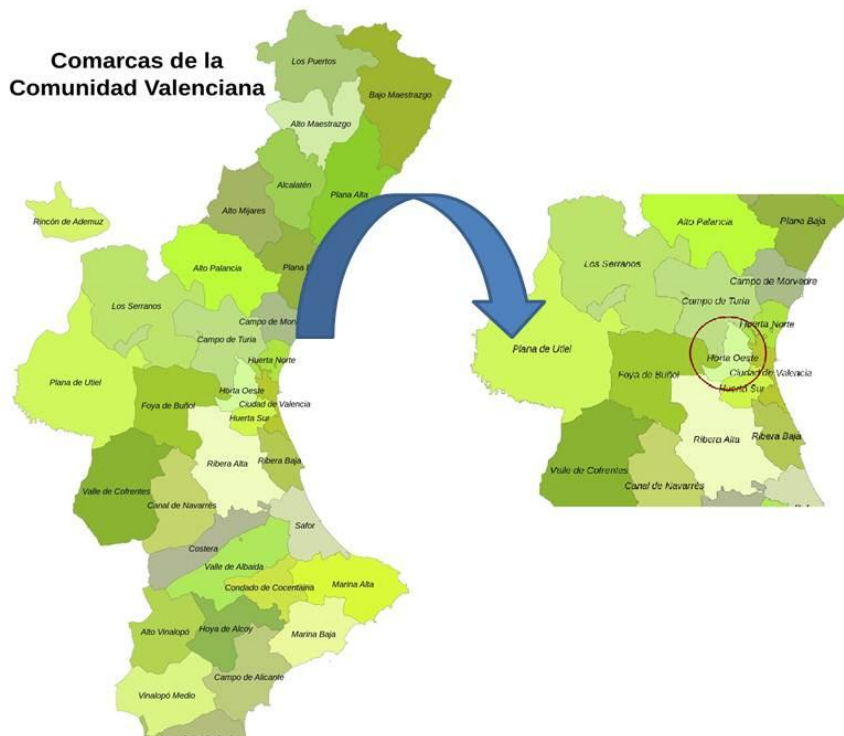 Comarcas de la
Comunidad Valenciana
Los Puertos
Bajo Maestrazgo
Alto Maestrazgo
Alcalatén
Plana Alta
Alto Mijares
Rincón de Ademuz
Alto Palancia
Plana
Los Serranos
Campo de Mor
Campo de Turia
Huerta Norte
Plana de Utiel
Horta Oeste
Foya de Buñol
Ciudad de Valencia
Huerta Sur
Ribera Alta
Ribera Baja
Valle de Cofrentes
Canal de Navarrés
Safor
Costera
Valle de Albaida
Condado de Cocentaina
Marina Alta
Alto Vinalopó
Hoya de Alcoy
Marina Baja
Campo de Alicante
Vinalopó Medio
Alto Palancia
Plana Baja
Los Serranos
Campo de Morvedre
Campo de Turia
Huerta Norte
Plana de Utiel
Horta Oeste
Foya de Buñol
Ciudad de Valencia
Huerta Sur
Ribera Alta
Ribera Baja
Valle de Cofrentes
Canal de Navarrés